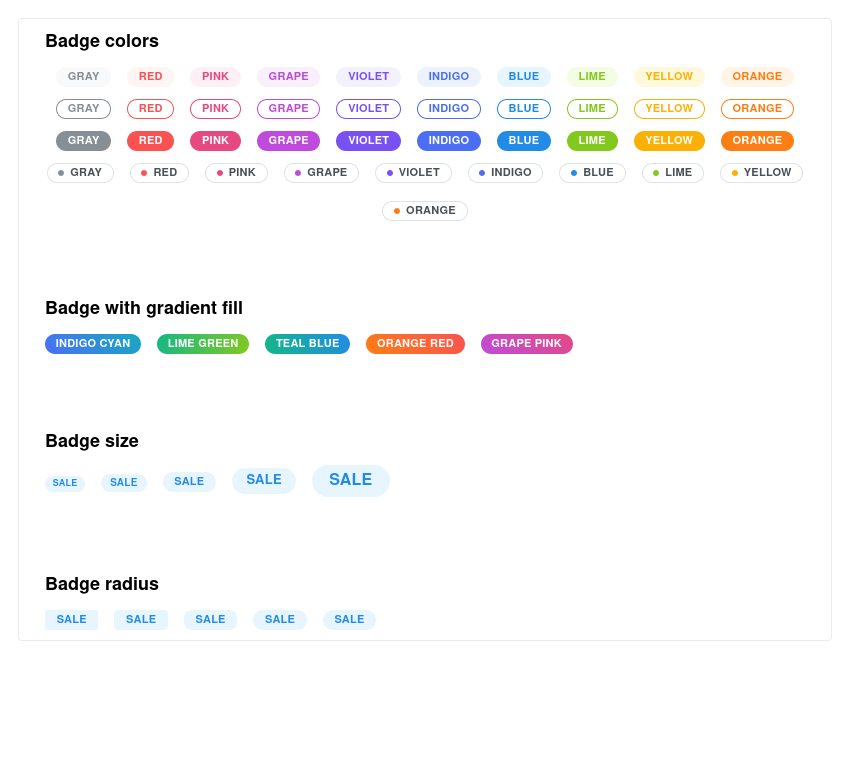 Badge colors
GRAY RED PINK GRAPE VIOLET INDIGO BLUE LIME YELLOW ORANGE
GRAY RED PINK GRAPE VIOLET INDIGO BLUE LIME YELLOW ORANGE
GRAY RED PINK GRAPE VIOLET INDIGO BLUE LIME YELLOW ORANGE
GRAY RED PINK GRAPE VIOLET INDIGO BLUE LIME YELLOW
ORANGE
Badge with gradient fill
INDIGO CYAN LIME GREEN TEAL BLUE ORANGE RED GRAPE PINK
Badge size
SALE SALE SALE SALE SALE
Badge radius
SALE SALE SALE SALE SALE